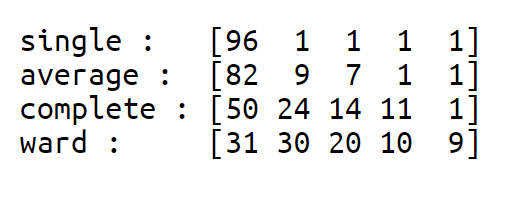 single :   [96  1  1  1  1]
average :  [82  9  7  1  1]
complete : [50 24 14 11  1]
ward :     [31 30 20 10  9]